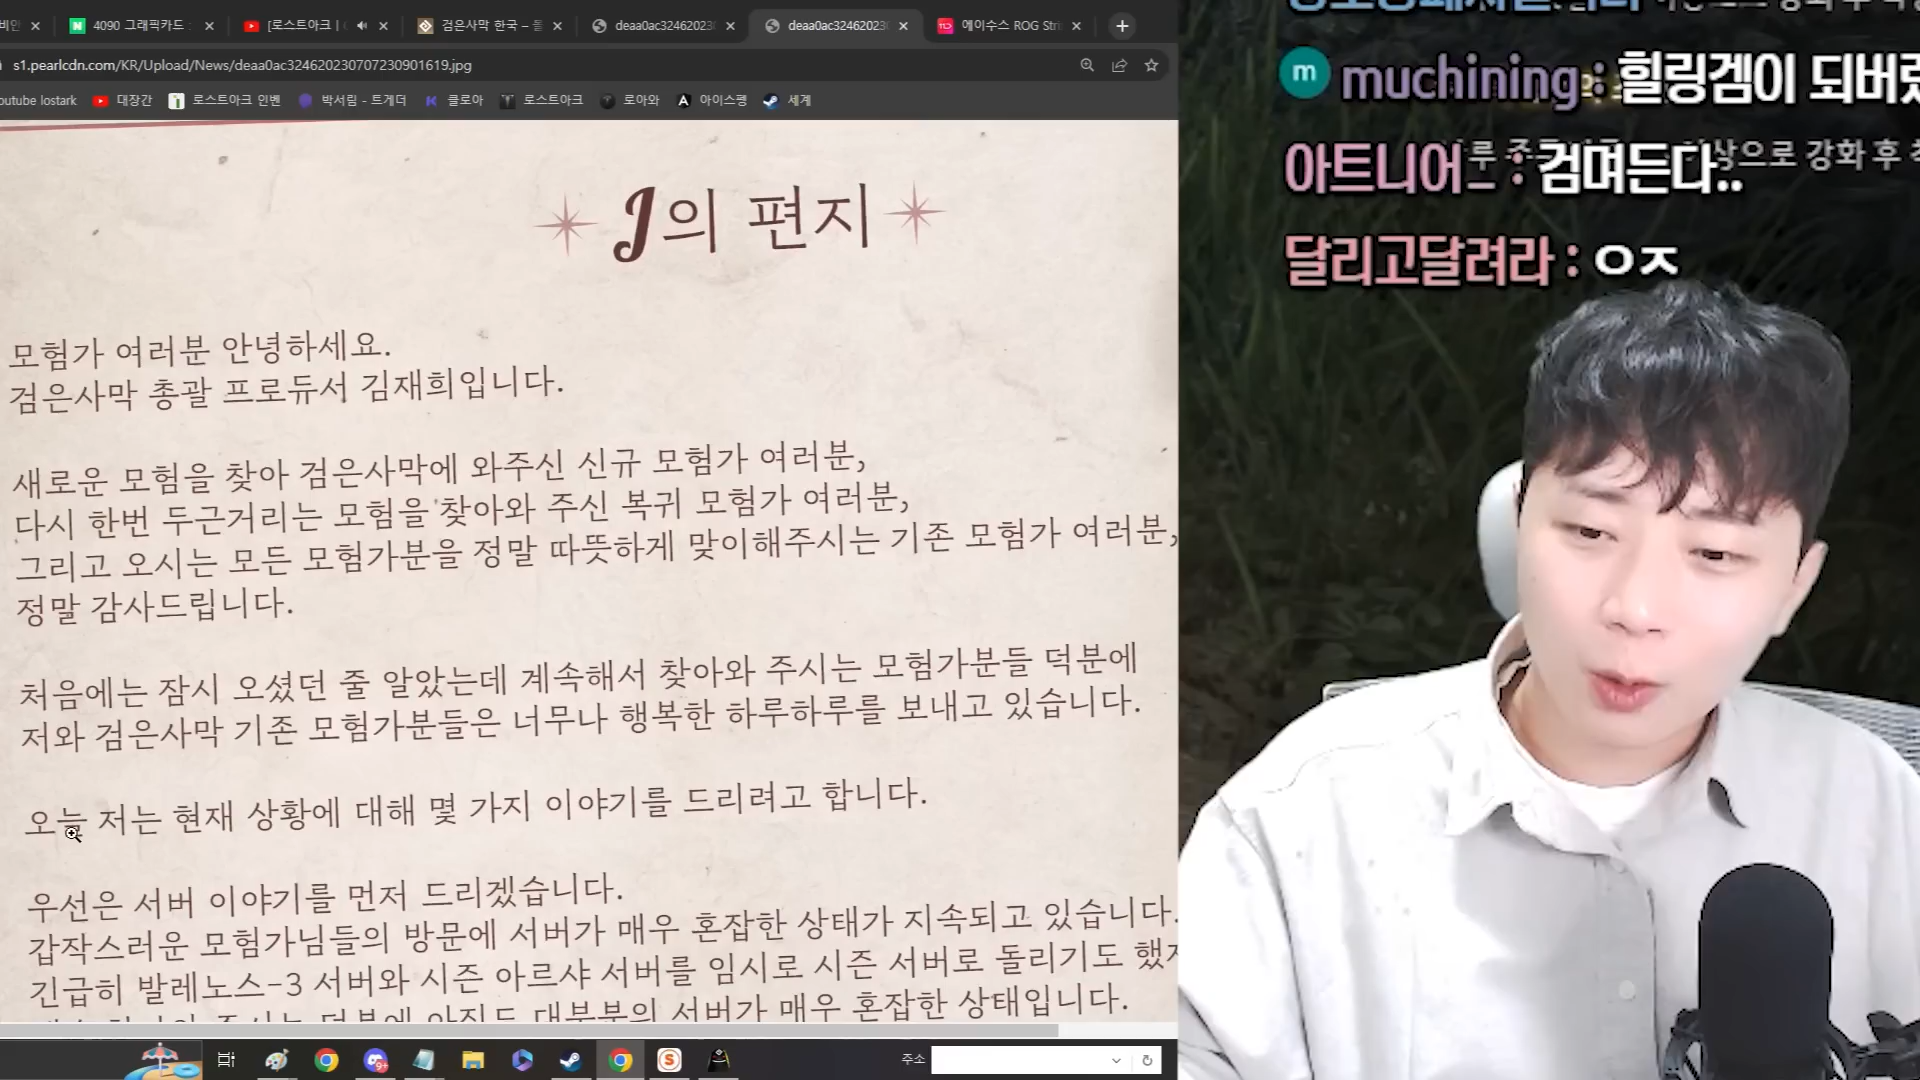 4090 그래픽카드 :
[로스트아크 |
검은사막 한국 – 돌
deaa0ac32462023
deaa0ac32462023
에이수스 ROG Stri
s1.pearlcdn.com/KR/Upload/News/deaa0ac324620230707230901619.jpg
outube lostark
대장간
로스트아크 인벤
박서림 - 트게더
클로아
로스트아크
로아와
아이스펭
세계
J의 편지
모험가 여러분 안녕하세요.
검은사막 총괄 프로듀서 김재희입니다.
새로운 모험을 찾아 검은사막에 와주신 신규 모험가 여러분,
다시 한번 두근거리는 모험을 찾아와 주신 복귀 모험가 여러분,
그리고 오시는 모든 모험가분을 정말 따뜻하게 맞이해주시는 기존 모험가 여러분,
정말 감사드립니다.
처음에는 잠시 오셨던 줄 알았는데 계속해서 찾아와 주시는 모험가분들 덕분에
저와 검은사막 기존 모험가분들은 너무나 행복한 하루하루를 보내고 있습니다.
오늘 저는 현재 상황에 대해 몇 가지 이야기를 드리려고 합니다.
우선은 서버 이야기를 먼저 드리겠습니다.
갑작스러운 모험가님들의 방문에 서버가 매우 혼잡한 상태가 지속되고 있습니다.
긴급히 발레노스-3 서버와 시즌 아르샤 서버를 임시로 시즌 서버로 돌리기도 했
주시는 덕분에 아직도 대부분의 서버가 매우 혼잡한 상태입니다.
m muchining : 힐링겜이 되버렸
아트니어_ : 컴며든다..
달리고달려라 : ㅇㅈ
강화 후
주소